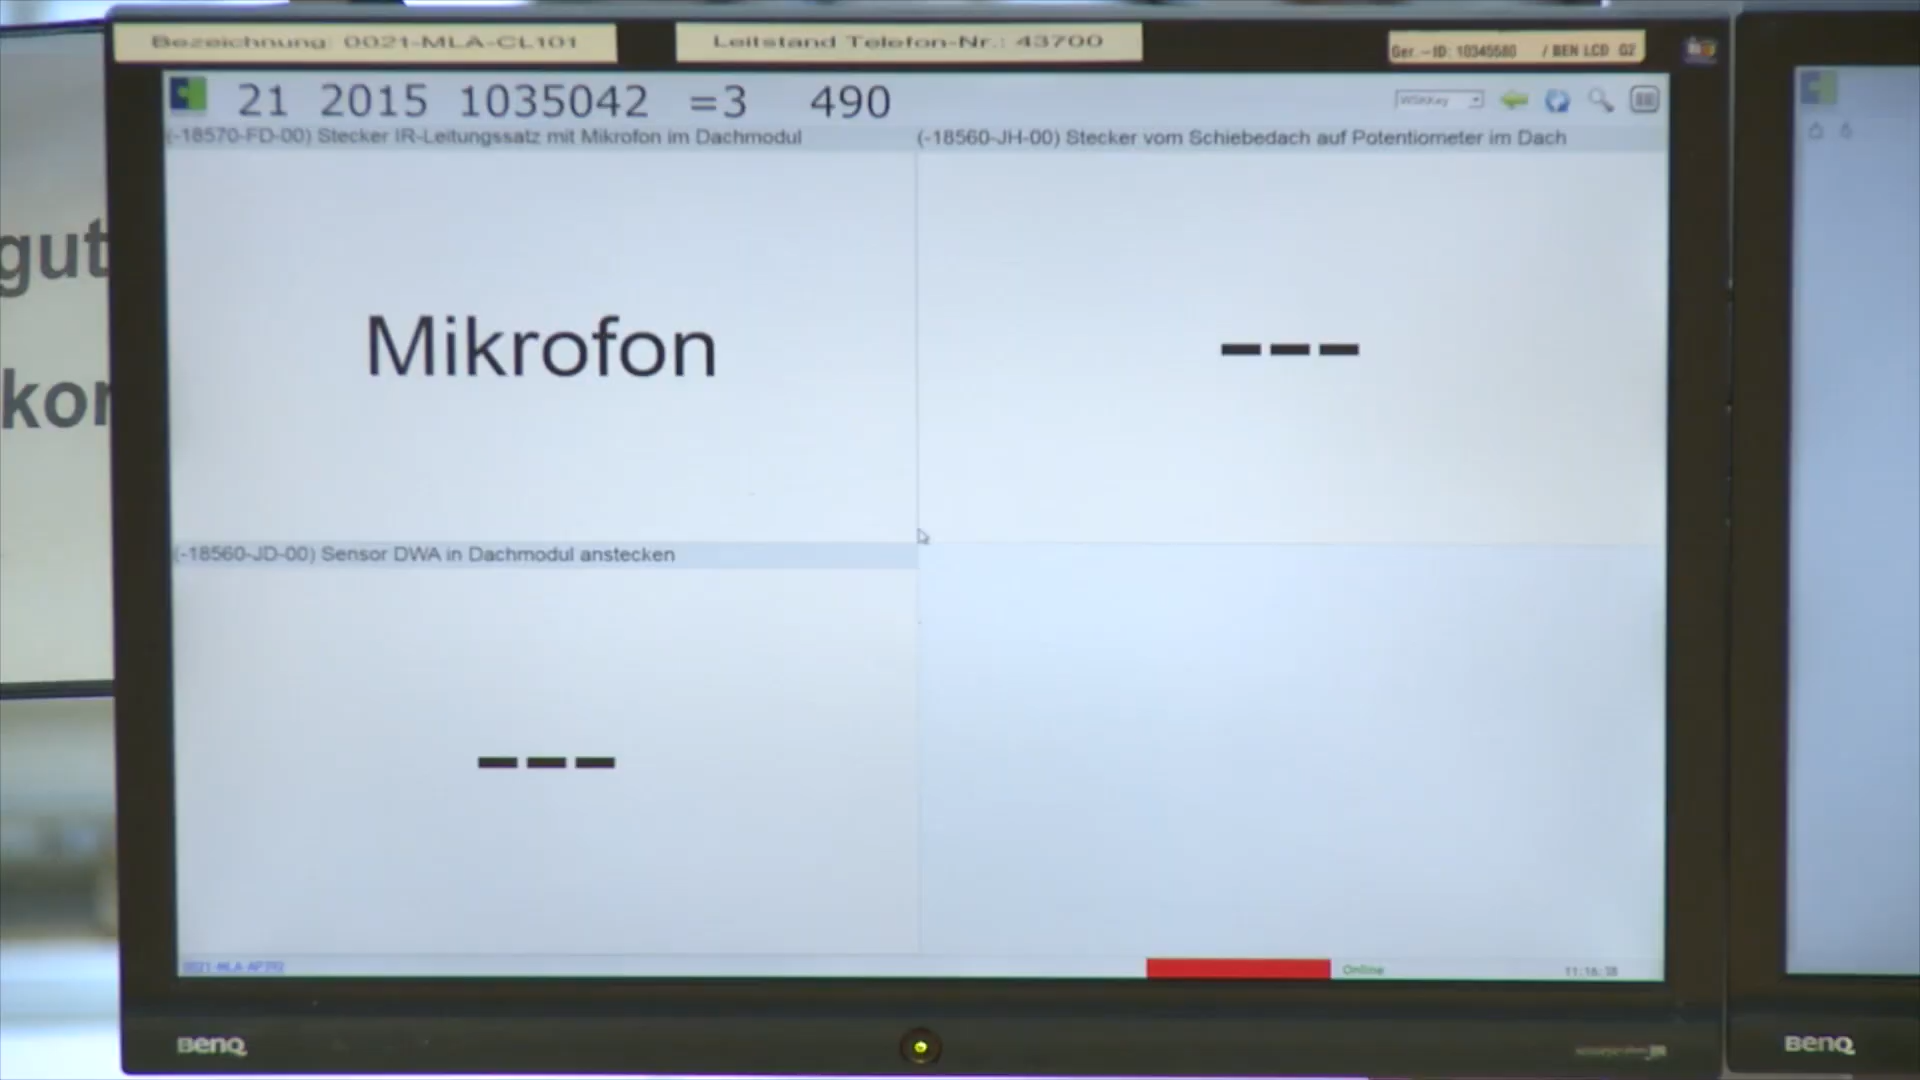 Bezeichnung: 0021-MLA-CL101
Leitstand Telefon-Nr.: 43700
Ger.-ID: 10345580 / BEN LCD G2
21 2015 1035042 =3 490
WSKKey
(-18570-FD-00) Stecker IR-Leitungssatz mit Mikrofon im Dachmodul
(-18560-JH-00) Stecker vom Schiebedach auf Potentiometer im Dach
gut
kor
Mikrofon
---
(-18560-JD-00) Sensor DWA in Dachmodul anstecken
---
Online
BenQ
BenQ